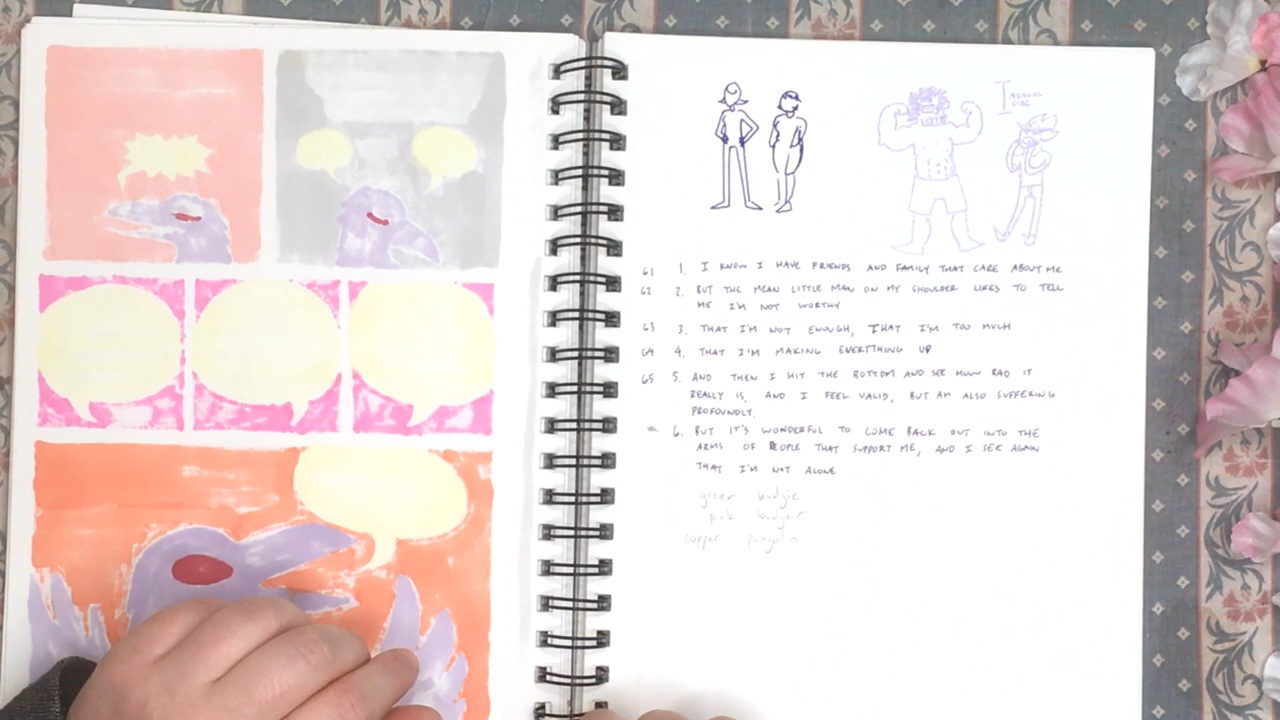 I ACTUAL SIZE
LOTR
61 1. I KNOW I HAVE FRIENDS AND FAMILY THAT CARE ABOUT ME
62 2. BUT THE MEAN LITTLE MAN ON MY SHOULDER LIKES TO TELL
ME I'M NOT WORTHY
63 3. THAT I'M NOT ENOUGH, THAT I'M TOO MUCH
64 4. THAT I'M MAKING EVERYTHING UP
65 5. AND THEN I HIT THE BOTTOM AND SEE HOW BAD IT
REALLY IS, AND I FEEL VALID, BUT AM ALSO SUFFERING
PROFOUNDLY.
6. BUT IT'S WONDERFUL TO COME BACK OUT INTO THE
ARMS OF PEOPLE THAT SUPPORT ME, AND I SEE AGAIN
THAT I'M NOT ALONE
green budgie
pink budgie
copper pangolin